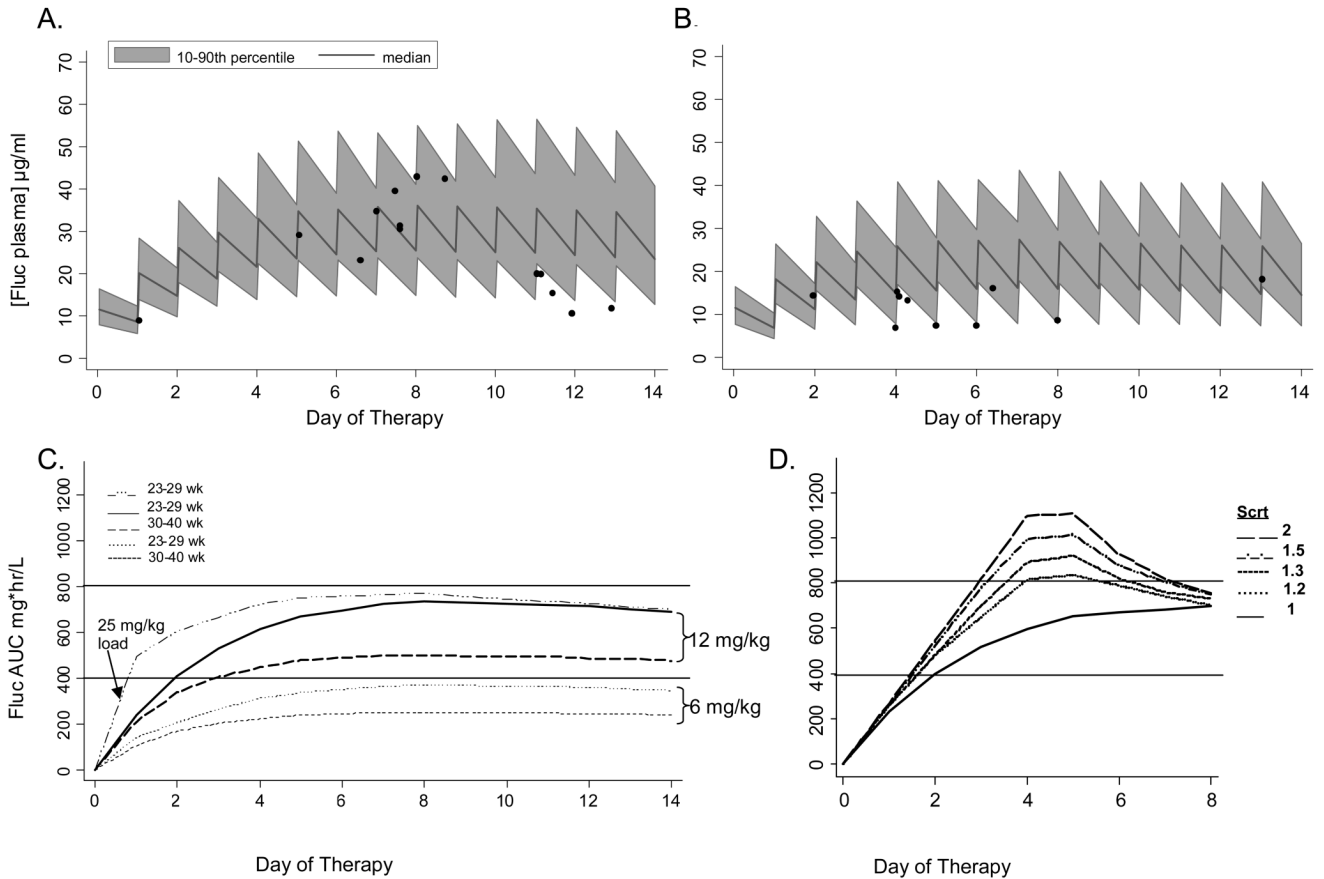 A.
10-90th percentile median
[Fluc plasma] µg/ml
70
60
50
40
30
20
10
0
0 2 4 6 8 10 12 14
Day of Therapy
B.
70
60
50
40
30
20
10
0
0 2 4 6 8 10 12 14
Day of Therapy
C.
23-29 wk
23-29 wk
30-40 wk
23-29 wk
30-40 wk
25 mg/kg
load
12 mg/kg
6 mg/kg
Fluc AUC mg*hr/L
1200
1000
800
600
400
200
0
0 2 4 6 8 10 12 14
Day of Therapy
D.
Scrt
2
1.5
1.3
1.2
1
1200
1000
800
600
400
200
0
0 2 4 6 8
Day of Therapy